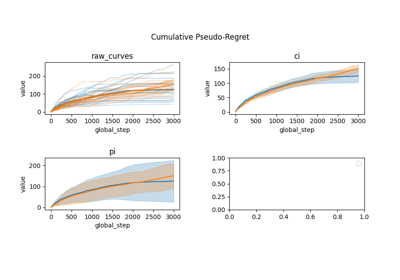 Cumulative Pseudo-Regret
raw_curves
ci
200
100
0
value
0 500 1000 1500 2000 2500 3000
global_step
150
100
50
0
value
0 500 1000 1500 2000 2500 3000
global_step
pi
200
100
0
value
0 500 1000 1500 2000 2500 3000
global_step
1.00
0.75
0.50
0.25
0.00
0.0 0.2 0.4 0.6 0.8 1.0